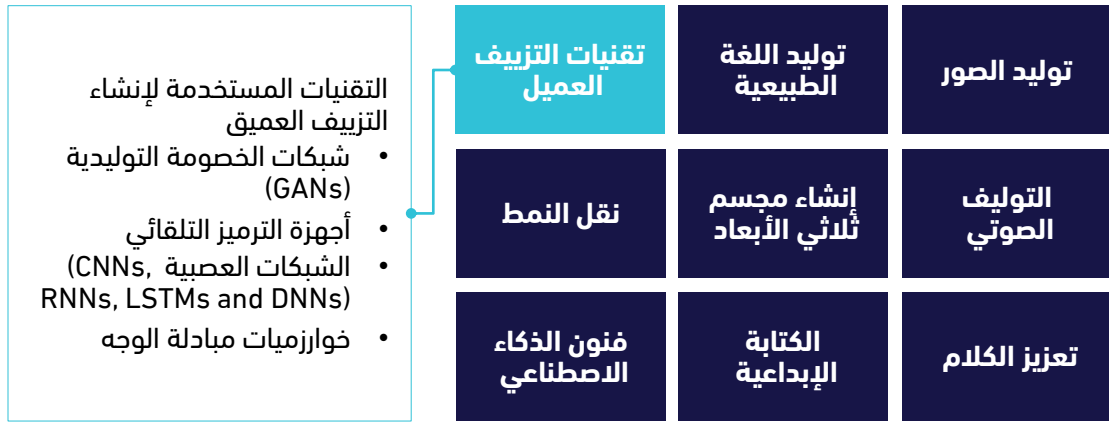 توليد الصور
توليد اللغة
الطبيعية
تقنيات التزييف
العميل
التوليف
الصوتي
إنشاء مجسم
ثلاثي الأبعاد
نقل النمط
تعزيز الكلام
الكتابة
الإبداعية
فنون الذكاء
الاصطناعي
التقنيات المستخدمة لإنشاء
التزييف العميق
• شبكات الخصومة التوليدية
(GANs)
• أجهزة الترميز التلقائي
• الشبكات العصبية (CNNs,
RNNs, LSTMs and DNNs)
• خوارزميات مبادلة الوجه